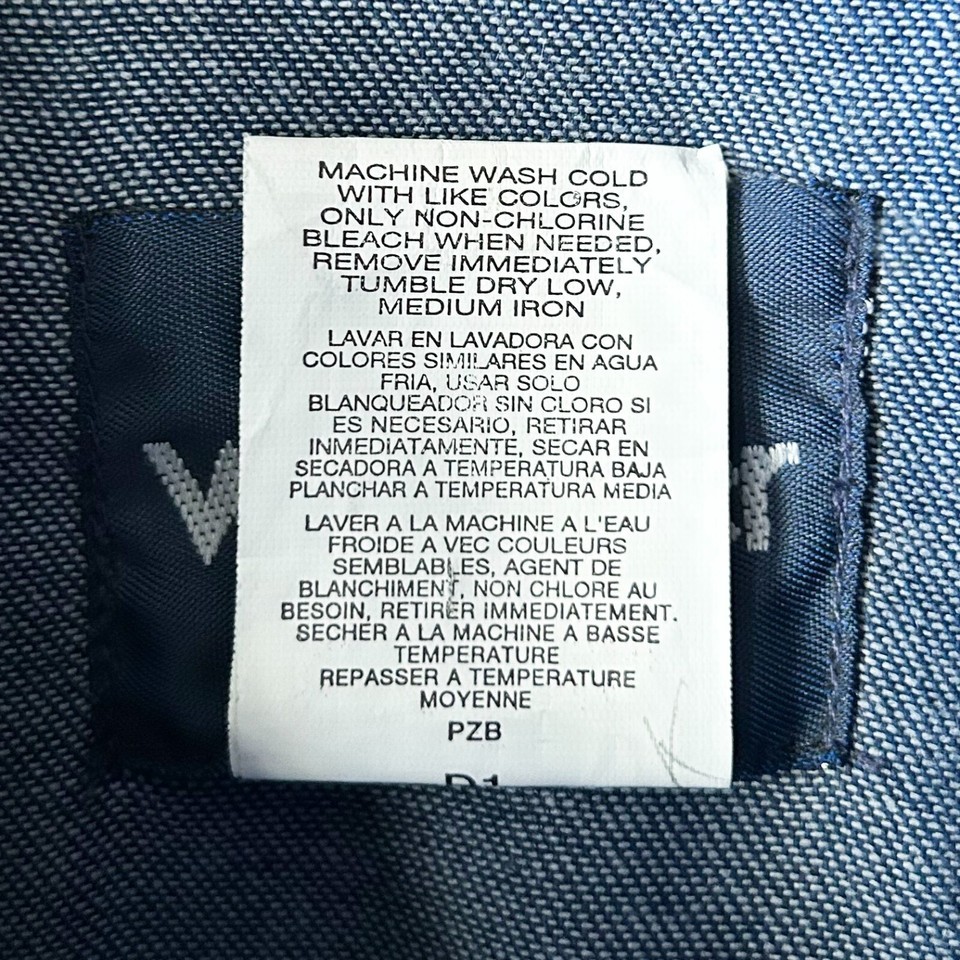 MACHINE WASH COLD
WITH LIKE COLORS,
ONLY NON-CHLORINE
BLEACH WHEN NEEDED,
REMOVE IMMEDIATELY
TUMBLE DRY LOW,
MEDIUM IRON
LAVAR EN LAVADORA CON
COLORES SIMILARES EN AGUA
FRIA, USAR SOLO
BLANQUEADOR SIN CLORO SI
ES NECESARIO, RETIRAR
INMEDIATAMENTE, SECAR EN
SECADORA A TEMPERATURA BAJA
PLANCHAR A TEMPERATURA MEDIA
LAVER A LA MACHINE A L'EAU
FROIDE A VEC COULEURS
SEMBLABLES, AGENT DE
BLANCHIMENT, NON CHLORE AU
BESOIN, RETIRER IMMEDIATEMENT.
SECHER A LA MACHINE A BASSE
TEMPERATURE
REPASSER A TEMPERATURE
MOYENNE
PZB